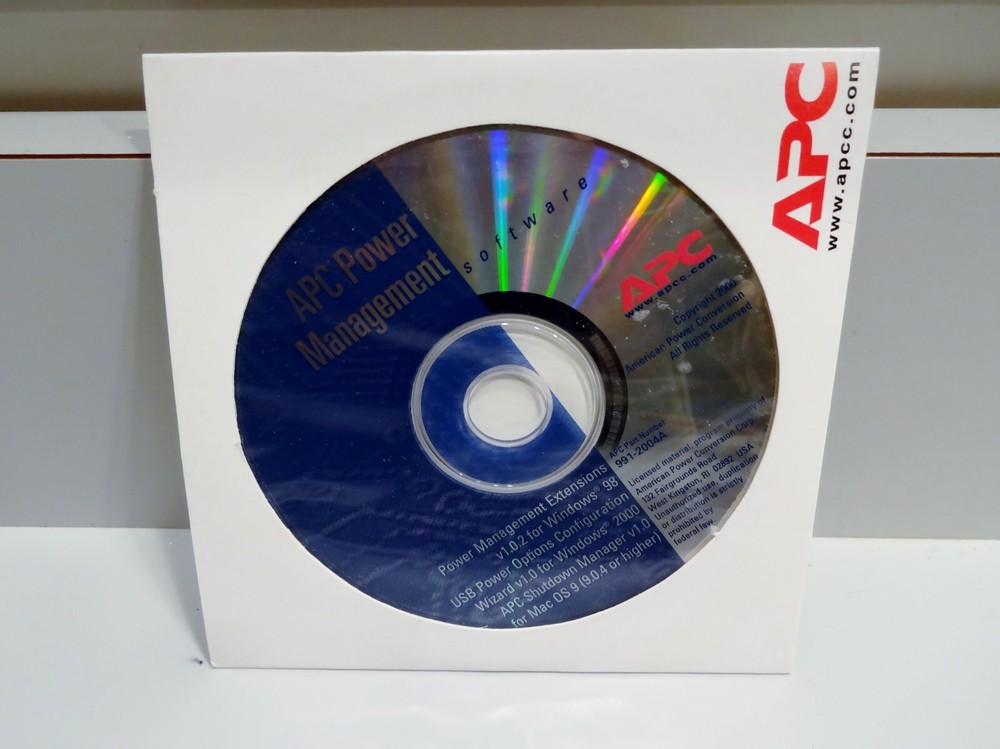 APC
www.apcc.com
APC Power
Management
software
APC
www.apcc.com
Copyright 2000
American Power Conversion
All Rights Reserved
APC Part Number
991-2004A
Licensed material, program property of
American Power Conversion Corp.
132 Fairgrounds Road
West Kingston, RI 02892 USA
Unauthorized use, duplication
or distribution is strictly
prohibited by
federal law
Power Management Extensions
v1.0.2 for Windows® 98
USB Power Options Configuration
Wizard v1.0 for Windows® 2000
APC Shutdown Manager v1.0
for Mac OS 9 (9.0.4 or higher)